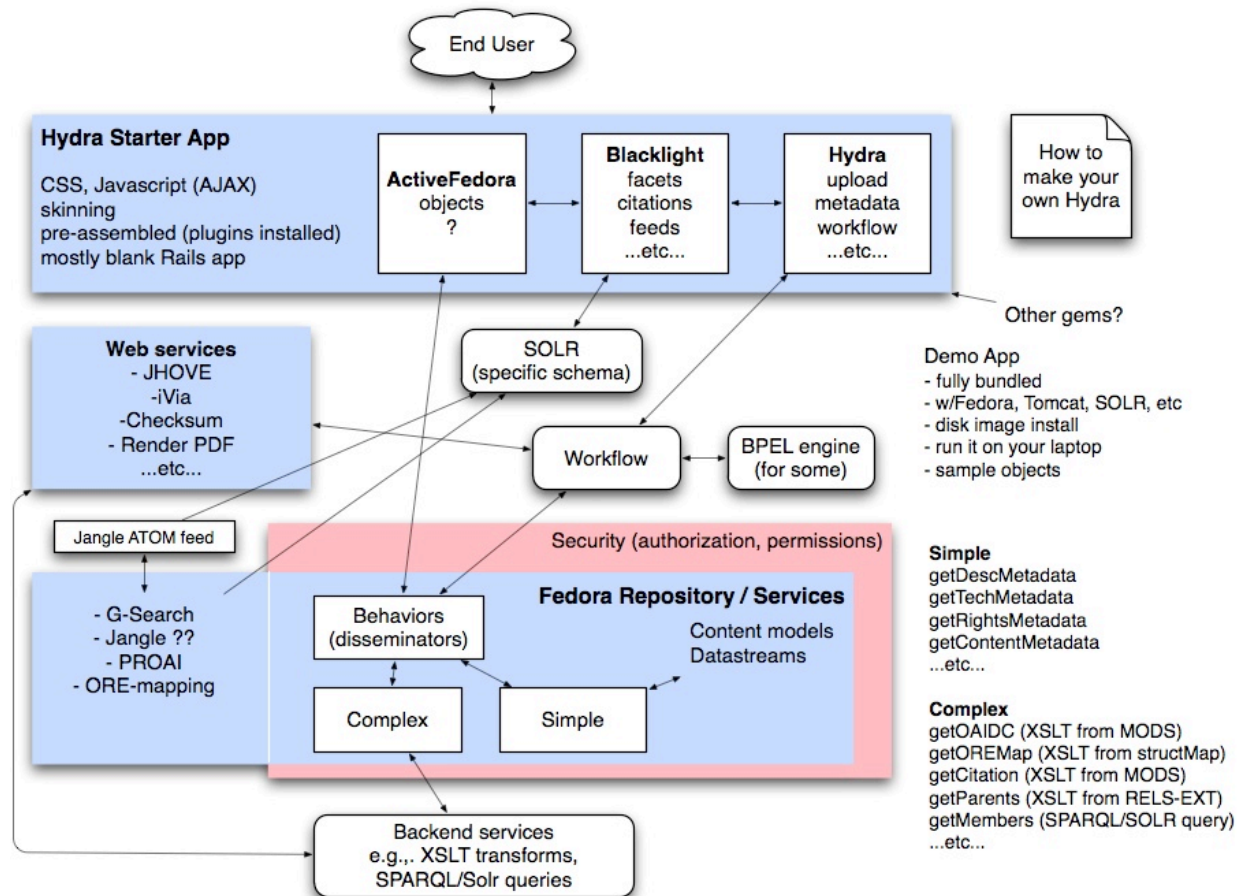 End User
Hydra Starter App
CSS, Javascript (AJAX)
skinning
pre-assembled (plugins installed)
mostly blank Rails app
ActiveFedora
objects
?
Blacklight
facets
citations
feeds
...etc...
Hydra
upload
metadata
workflow
...etc...
How to
make your
own Hydra
Other gems?
Web services
- JHOVE
-iVia
-Checksum
- Render PDF
...etc...
SOLR
(specific schema)
Workflow
BPEL engine
(for some)
Demo App
- fully bundled
- w/Fedora, Tomcat, SOLR, etc
- disk image install
- run it on your laptop
- sample objects
Jangle ATOM feed
Security (authorization, permissions)
- G-Search
- Jangle ??
- PROAI
- ORE-mapping
Fedora Repository / Services
Behaviors
(disseminators)
Content models
Datastreams
Complex
Simple
Simple
getDescMetadata
getTechMetadata
getRightsMetadata
getContentMetadata
...etc...
Complex
getOAIDC (XSLT from MODS)
getOREMap (XSLT from structMap)
getCitation (XSLT from MODS)
getParents (XSLT from RELS-EXT)
getMembers (SPARQL/SOLR query)
...etc...
Backend services
e.g.,. XSLT transforms,
SPARQL/Solr queries